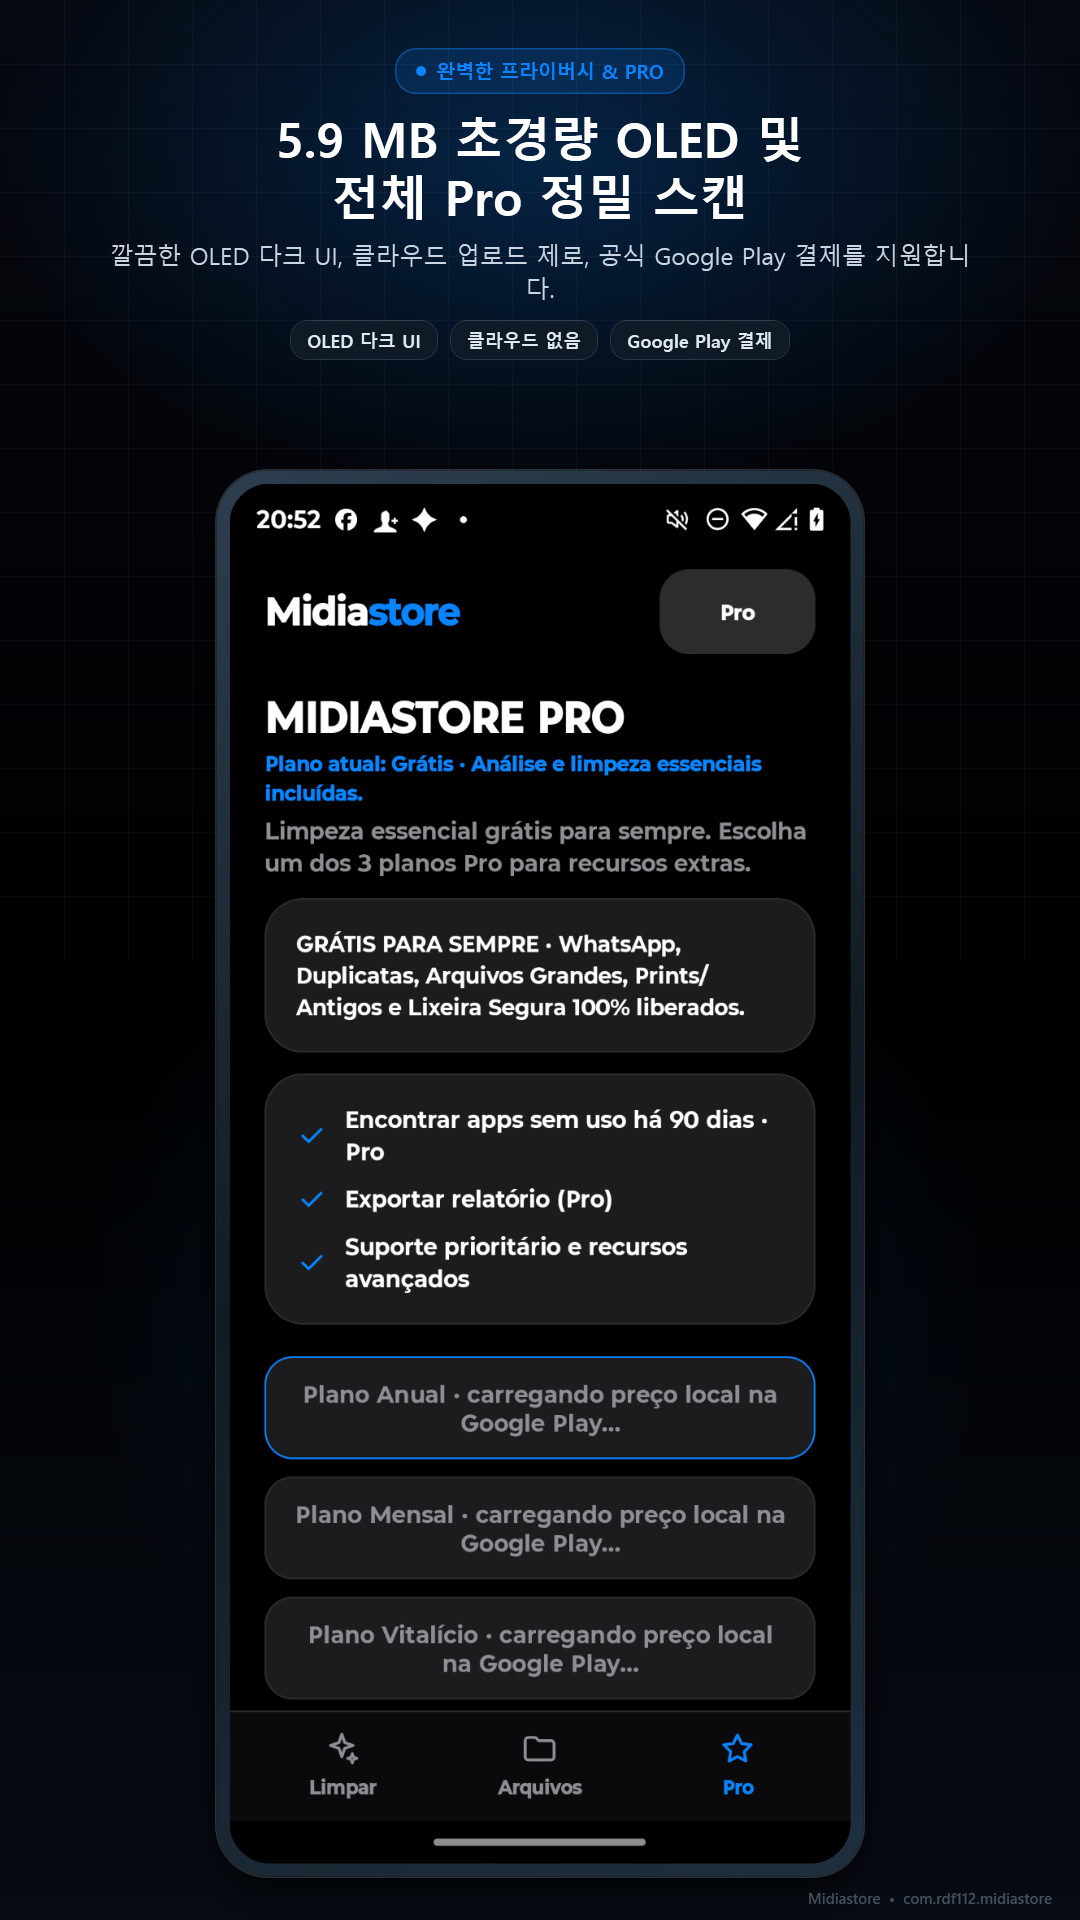 완벽한 프라이버시 & PRO
5.9 MB 초경량 OLED 및
전체 Pro 정밀 스캔
깔끔한 OLED 다크 UI, 클라우드 업로드 제로, 공식 Google Play 결제를 지원합니
다.
OLED 다크 UI
클라우드 없음
Google Play 결제
20:52
Midiastore
Pro
MIDIASTORE PRO
Plano atual: Grátis · Análise e limpeza essenciais
incluídas.
Limpeza essencial grátis para sempre. Escolha
um dos 3 planos Pro para recursos extras.
GRÁTIS PARA SEMPRE · WhatsApp,
Duplicatas, Arquivos Grandes, Prints/
Antigos e Lixeira Segura 100% liberados.
Encontrar apps sem uso há 90 dias ·
Pro
Exportar relatório (Pro)
Suporte prioritário e recursos
avançados
Plano Anual · carregando preço local na
Google Play...
Plano Mensal · carregando preço local na
Google Play...
Plano Vitalício · carregando preço local
na Google Play...
Limpar
Arquivos
Pro
Midiastore • com.rdf112.midiastore